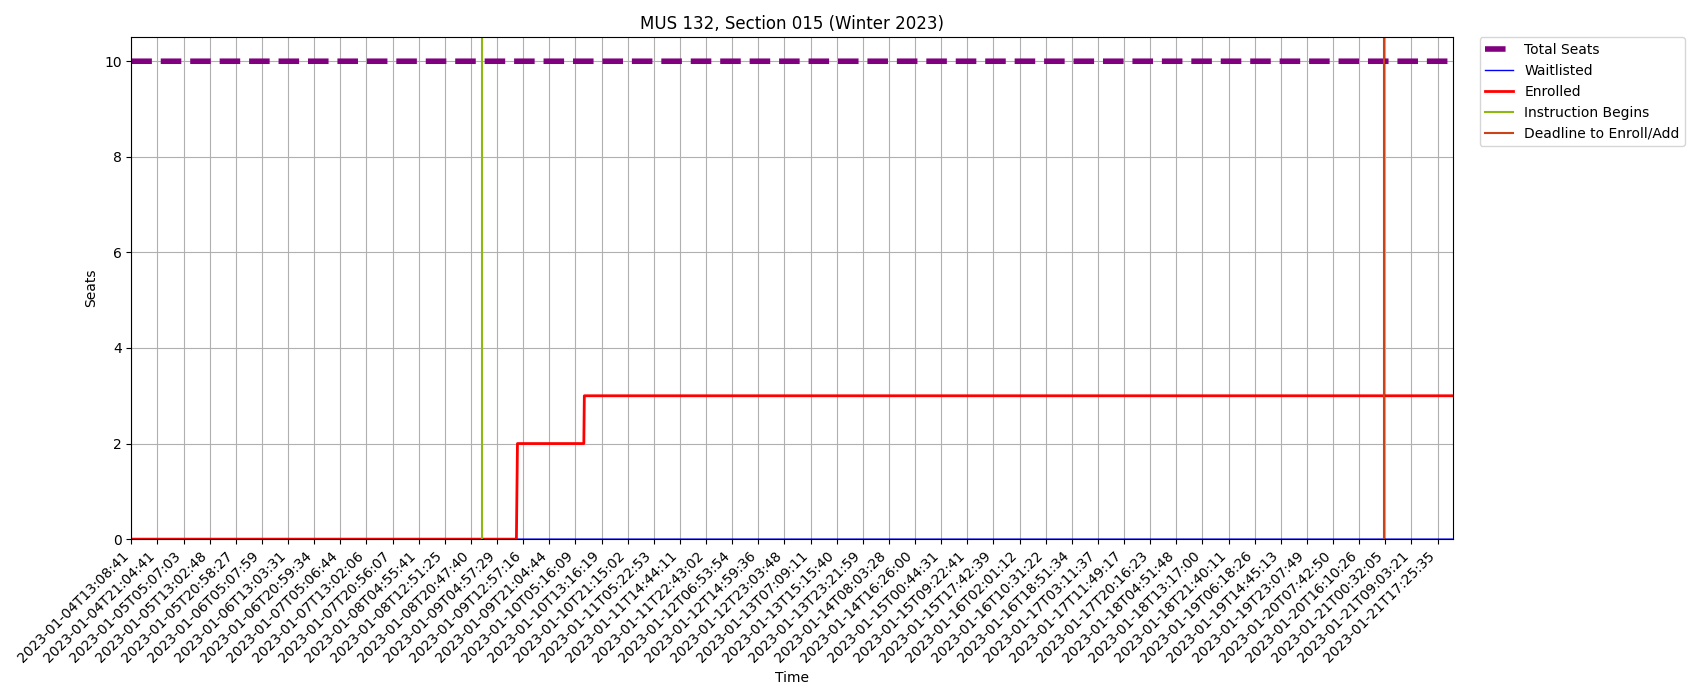 MUS 132, Section 015 (Winter 2023)
Total Seats
Waitlisted
Enrolled
Instruction Begins
Deadline to Enroll/Add
Seats
10
8
6
4
2
0
2023-01-04T13:08:41
2023-01-04T21:04:41
2023-01-05T05:07:03
2023-01-05T13:02:48
2023-01-05T20:58:27
2023-01-06T05:07:59
2023-01-06T13:03:31
2023-01-06T20:59:34
2023-01-07T05:06:44
2023-01-07T13:02:06
2023-01-07T20:56:07
2023-01-08T04:55:41
2023-01-08T12:51:25
2023-01-08T20:47:40
2023-01-09T04:57:29
2023-01-09T12:57:16
2023-01-09T21:04:44
2023-01-10T05:16:09
2023-01-10T13:16:19
2023-01-10T21:15:02
2023-01-11T05:22:53
2023-01-11T14:44:11
2023-01-11T22:43:02
2023-01-12T06:53:54
2023-01-12T14:59:36
2023-01-12T23:03:48
2023-01-13T07:09:11
2023-01-13T15:15:40
2023-01-13T23:21:59
2023-01-14T08:03:28
2023-01-14T16:26:00
2023-01-15T00:44:31
2023-01-15T09:22:41
2023-01-15T17:42:39
2023-01-16T02:01:12
2023-01-16T10:31:22
2023-01-16T18:51:34
2023-01-17T03:11:37
2023-01-17T11:49:17
2023-01-17T20:16:23
2023-01-18T04:51:48
2023-01-18T13:17:00
2023-01-18T21:40:11
2023-01-19T06:18:26
2023-01-19T14:45:13
2023-01-19T23:07:49
2023-01-20T07:42:50
2023-01-20T16:10:26
2023-01-21T00:32:05
2023-01-21T09:03:21
2023-01-21T17:25:35
Time